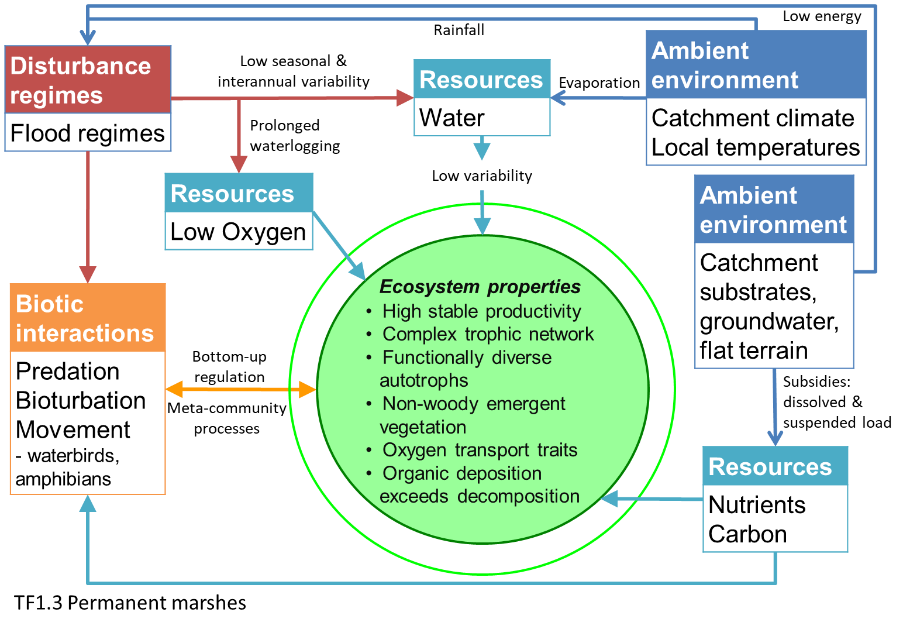 Low energy
Rainfall
Disturbance
regimes
Flood regimes
Low seasonal &
interannual variability
Resources
Water
Evaporation
Ambient
environment
Catchment climate
Local temperatures
Prolonged
waterlogging
Resources
Low Oxygen
Low variability
Ambient
environment
Catchment
substrates,
groundwater,
flat terrain
Biotic
interactions
Predation
Bioturbation
Movement
- waterbirds,
amphibians
Bottom-up
regulation
Meta-community
processes
Ecosystem properties
• High stable productivity
• Complex trophic network
• Functionally diverse
autotrophs
• Non-woody emergent
vegetation
• Oxygen transport traits
• Organic deposition
exceeds decomposition
Subsidies:
dissolved &
suspended load
Resources
Nutrients
Carbon
TF1.3 Permanent marshes